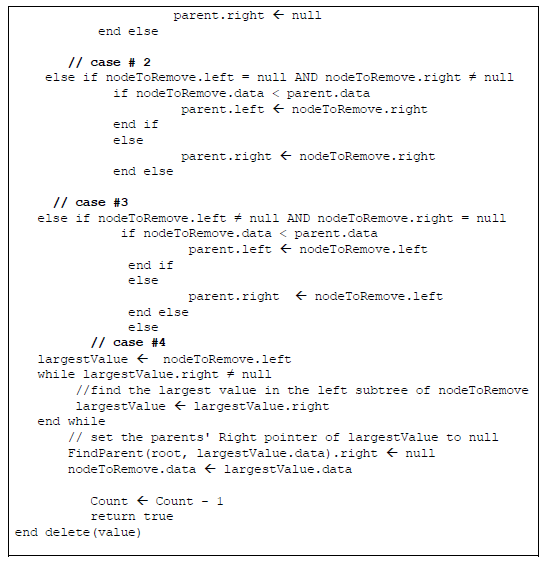 parent.right ← null
end else
// case # 2
else if nodeToRemove.left = null AND nodeToRemove.right ≠ null
if nodeToRemove.data < parent.data
parent.left ← nodeToRemove.right
end if
else
parent.right ← nodeToRemove.right
end else
// case #3
else if nodeToRemove.left ≠ null AND nodeToRemove.right = null
if nodeToRemove.data < parent.data
parent.left ← nodeToRemove.left
end if
else
parent.right ← nodeToRemove.left
end else
else
// case #4
largestValue ← nodeToRemove.left
while largestValue.right ≠ null
//find the largest value in the left subtree of nodeToRemove
largestValue ← largestValue.right
end while
// set the parents' Right pointer of largestValue to null
FindParent(root, largestValue.data).right ← null
nodeToRemove.data ← largestValue.data
Count ← Count - 1
return true
end delete(value)